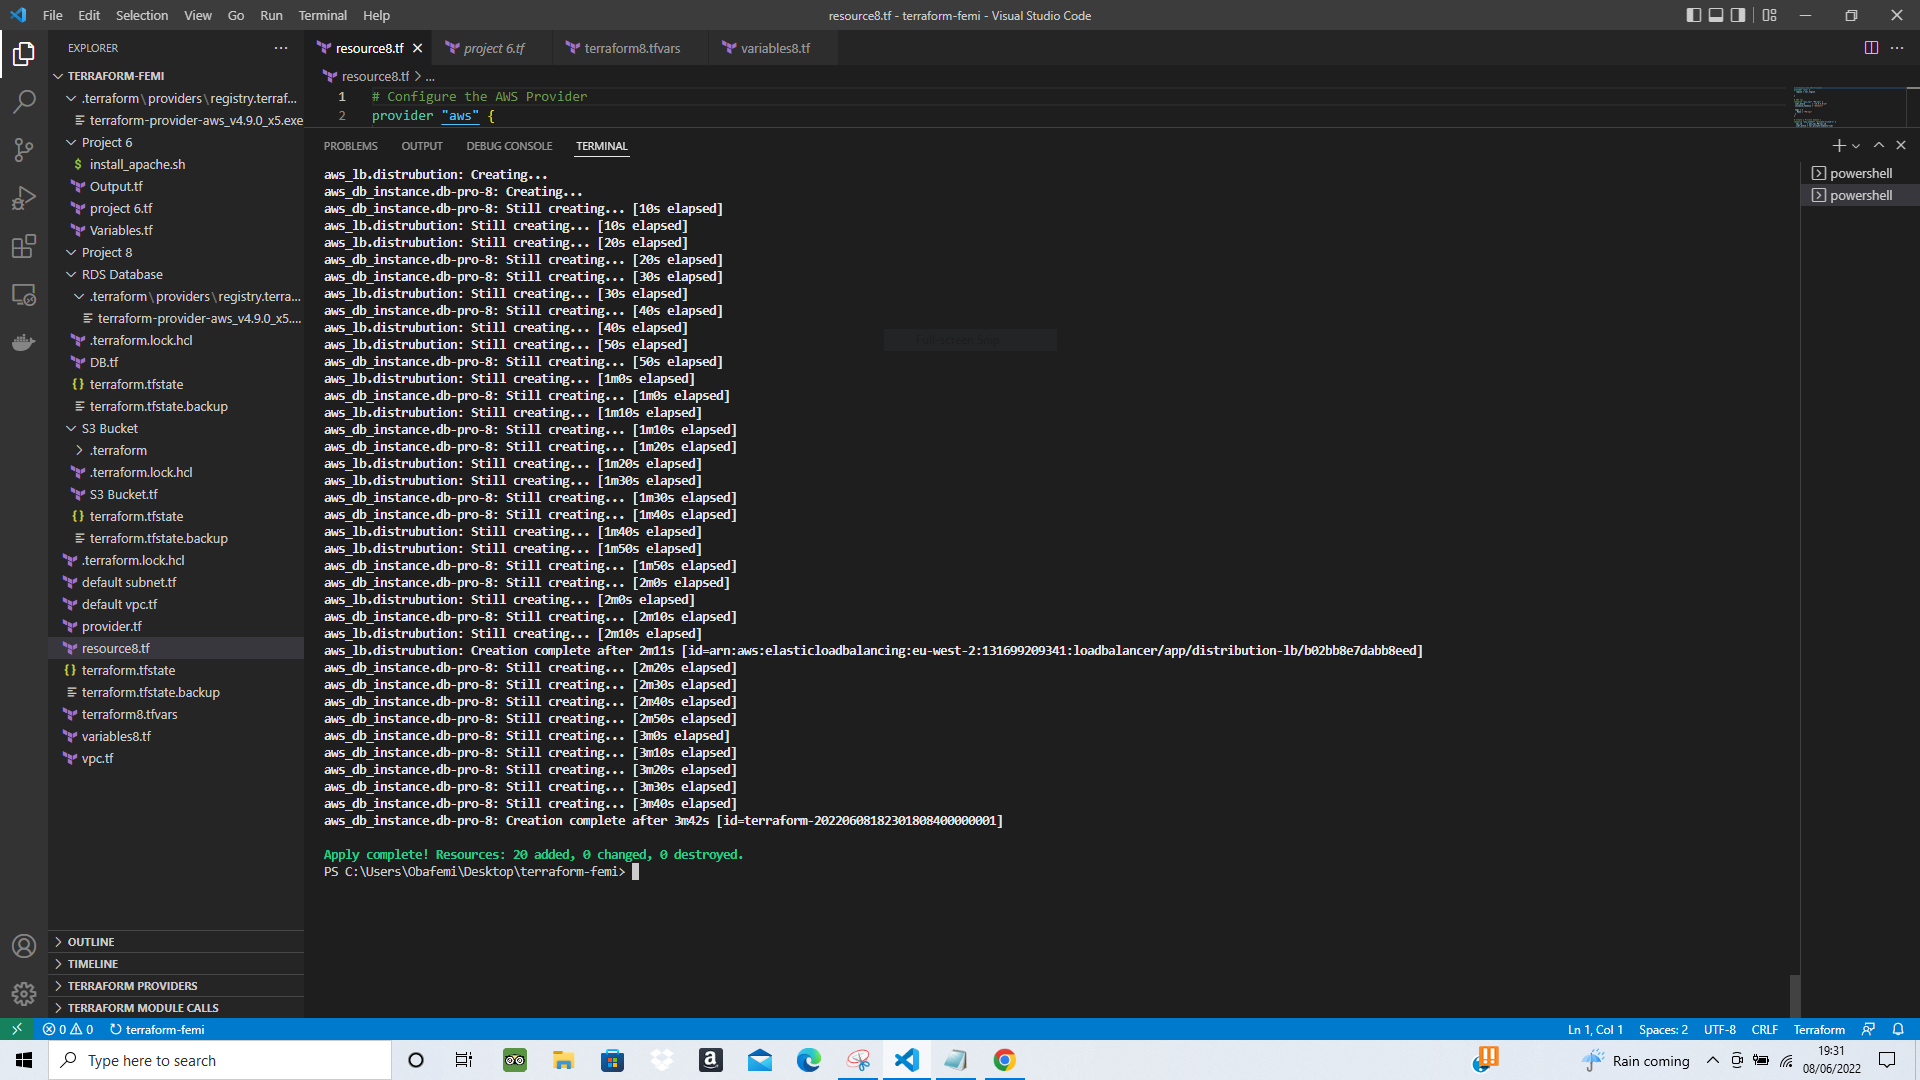 File Edit Selection View Go Run Terminal Help
resource8.tf - terraform-femi - Visual Studio Code
EXPLORER
TERRAFORM-FEMI
.terraform\providers\registry.terraf...
terraform-provider-aws_v4.9.0_x5.exe
Project 6
$ install_apache.sh
Output.tf
project 6.tf
Variables.tf
Project 8
RDS Database
.terraform\providers\registry.terra...
terraform-provider-aws_v4.9.0_x5....
.terraform.lock.hcl
DB.tf
{} terraform.tfstate
terraform.tfstate.backup
S3 Bucket
.terraform
.terraform.lock.hcl
S3 Bucket.tf
{} terraform.tfstate
terraform.tfstate.backup
.terraform.lock.hcl
default subnet.tf
default vpc.tf
provider.tf
resource8.tf
{} terraform.tfstate
terraform.tfstate.backup
terraform8.tfvars
variables8.tf
vpc.tf
OUTLINE
TIMELINE
TERRAFORM PROVIDERS
TERRAFORM MODULE CALLS
resource8.tf project 6.tf terraform8.tfvars variables8.tf
resource8.tf > ...
1 # Configure the AWS Provider
2 provider "aws" {
PROBLEMS OUTPUT DEBUG CONSOLE TERMINAL
powershell
powershell
aws_lb.distrubution: Creating...
aws_db_instance.db-pro-8: Creating...
aws_db_instance.db-pro-8: Still creating... [10s elapsed]
aws_lb.distrubution: Still creating... [10s elapsed]
aws_lb.distrubution: Still creating... [20s elapsed]
aws_db_instance.db-pro-8: Still creating... [20s elapsed]
aws_db_instance.db-pro-8: Still creating... [30s elapsed]
aws_lb.distrubution: Still creating... [30s elapsed]
aws_db_instance.db-pro-8: Still creating... [40s elapsed]
aws_lb.distrubution: Still creating... [40s elapsed]
aws_lb.distrubution: Still creating... [50s elapsed]
aws_db_instance.db-pro-8: Still creating... [50s elapsed]
aws_lb.distrubution: Still creating... [1m0s elapsed]
aws_db_instance.db-pro-8: Still creating... [1m0s elapsed]
aws_lb.distrubution: Still creating... [1m10s elapsed]
aws_db_instance.db-pro-8: Still creating... [1m10s elapsed]
aws_db_instance.db-pro-8: Still creating... [1m20s elapsed]
aws_lb.distrubution: Still creating... [1m20s elapsed]
aws_lb.distrubution: Still creating... [1m30s elapsed]
aws_db_instance.db-pro-8: Still creating... [1m30s elapsed]
aws_db_instance.db-pro-8: Still creating... [1m40s elapsed]
aws_lb.distrubution: Still creating... [1m40s elapsed]
aws_lb.distrubution: Still creating... [1m50s elapsed]
aws_db_instance.db-pro-8: Still creating... [1m50s elapsed]
aws_db_instance.db-pro-8: Still creating... [2m0s elapsed]
aws_lb.distrubution: Still creating... [2m0s elapsed]
aws_db_instance.db-pro-8: Still creating... [2m10s elapsed]
aws_lb.distrubution: Still creating... [2m10s elapsed]
aws_lb.distrubution: Creation complete after 2m11s [id=arn:aws:elasticloadbalancing:eu-west-2:131699209341:loadbalancer/app/distribution-lb/b02bb8e7dabb8eed]
aws_db_instance.db-pro-8: Still creating... [2m20s elapsed]
aws_db_instance.db-pro-8: Still creating... [2m30s elapsed]
aws_db_instance.db-pro-8: Still creating... [2m40s elapsed]
aws_db_instance.db-pro-8: Still creating... [2m50s elapsed]
aws_db_instance.db-pro-8: Still creating... [3m0s elapsed]
aws_db_instance.db-pro-8: Still creating... [3m10s elapsed]
aws_db_instance.db-pro-8: Still creating... [3m20s elapsed]
aws_db_instance.db-pro-8: Still creating... [3m30s elapsed]
aws_db_instance.db-pro-8: Still creating... [3m40s elapsed]
aws_db_instance.db-pro-8: Creation complete after 3m42s [id=terraform-20220608182301808400000001]
Apply complete! Resources: 20 added, 0 changed, 0 destroyed.
PS C:\Users\Obafemi\Desktop\terraform-femi>
0 0 terraform-femi
Ln 1, Col 1 Spaces: 2 UTF-8 CRLF Terraform
Type here to search
Rain coming
19:31
08/06/2022